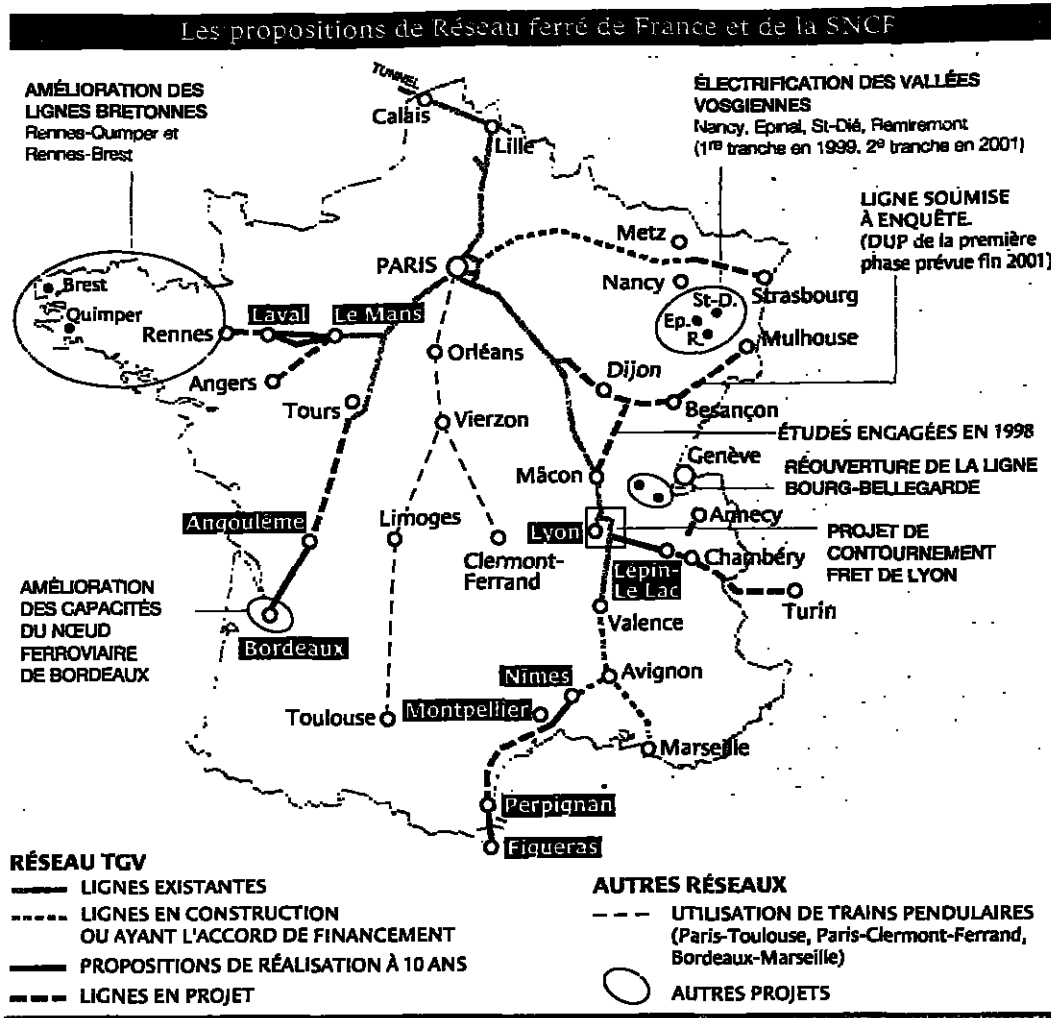 Les propositions de Réseau ferré de France et de la SNCF
AMÉLIORATION DES
LIGNES BRETONNES
Rennes-Quimper et
Rennes-Brest
TUNNEL
Calais
Lille
ÉLECTRIFICATION DES VALLÉES
VOSGIENNES
Nancy, Epinal, St-Dié, Remiremont
(1re tranche en 1999, 2e tranche en 2001)
LIGNE SOUMISE
À ENQUÊTE.
(DUP de la première
phase prévue fin 2001)
Metz
PARIS
Nancy
Strasbourg
St-D.
Ep.
R.
Brest
Quimper
Rennes
Laval
Le Mans
Mulhouse
Orléans
Angers
Dijon
Tours
Besançon
Vierzon
ÉTUDES ENGAGÉES EN 1998
Genève
Mâcon
RÉOUVERTURE DE LA LIGNE
BOURG-BELLEGARDE
Angoulême
Limoges
Clermont-
Ferrand
Lyon
Annecy
PROJET DE
CONTOURNEMENT
FRET DE LYON
Chambéry
Lépin-
Le Lac
Turin
AMÉLIORATION
DES CAPACITÉS
DU NŒUD
FERROVIAIRE
DE BORDEAUX
Bordeaux
Valence
Nîmes
Avignon
Toulouse
Montpellier
Marseille
Perpignan
Figueras
RÉSEAU TGV
LIGNES EXISTANTES
LIGNES EN CONSTRUCTION
OU AYANT L'ACCORD DE FINANCEMENT
PROPOSITIONS DE RÉALISATION À 10 ANS
LIGNES EN PROJET
AUTRES RÉSEAUX
UTILISATION DE TRAINS PENDULAIRES
(Paris-Toulouse, Paris-Clermont-Ferrand,
Bordeaux-Marseille)
AUTRES PROJETS